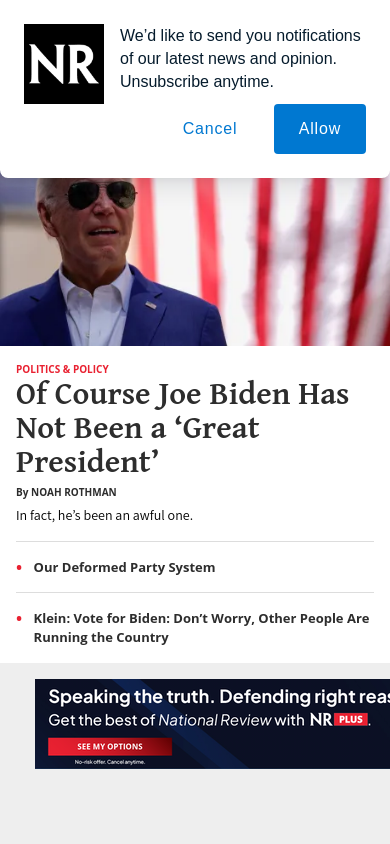 NR
We’d like to send you notifications
of our latest news and opinion.
Unsubscribe anytime.
Cancel
Allow
POLITICS & POLICY
Of Course Joe Biden Has
Not Been a ‘Great
President’
By NOAH ROTHMAN
In fact, he’s been an awful one.
Our Deformed Party System
Klein: Vote for Biden: Don’t Worry, Other People Are
Running the Country
Speaking the truth. Defending right
Get the best of National Review with NR PLUS.
SEE MY OPTIONS
No-risk offer. Cancel anytime.